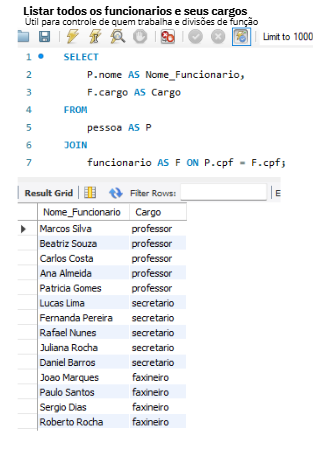 Listar todos os funcionarios e seus cargos
Util para controle de quem trabalha e divisões de função
Limit to 1000
1 SELECT
2 P.nome AS Nome_Funcionario,
3 F.cargo AS Cargo
4 FROM
5 pessoa AS P
6 JOIN
7 funcionario AS F ON P.cpf = F.cpf;
Result Grid Filter Rows: E
Nome_Funcionario Cargo
Marcos Silva professor
Beatriz Souza professor
Carlos Costa professor
Ana Almeida professor
Patricia Gomes professor
Lucas Lima secretario
Fernanda Pereira secretario
Rafael Nunes secretario
Juliana Rocha secretario
Daniel Barros secretario
Joao Marques faxineiro
Paulo Santos faxineiro
Sergio Dias faxineiro
Roberto Rocha faxineiro